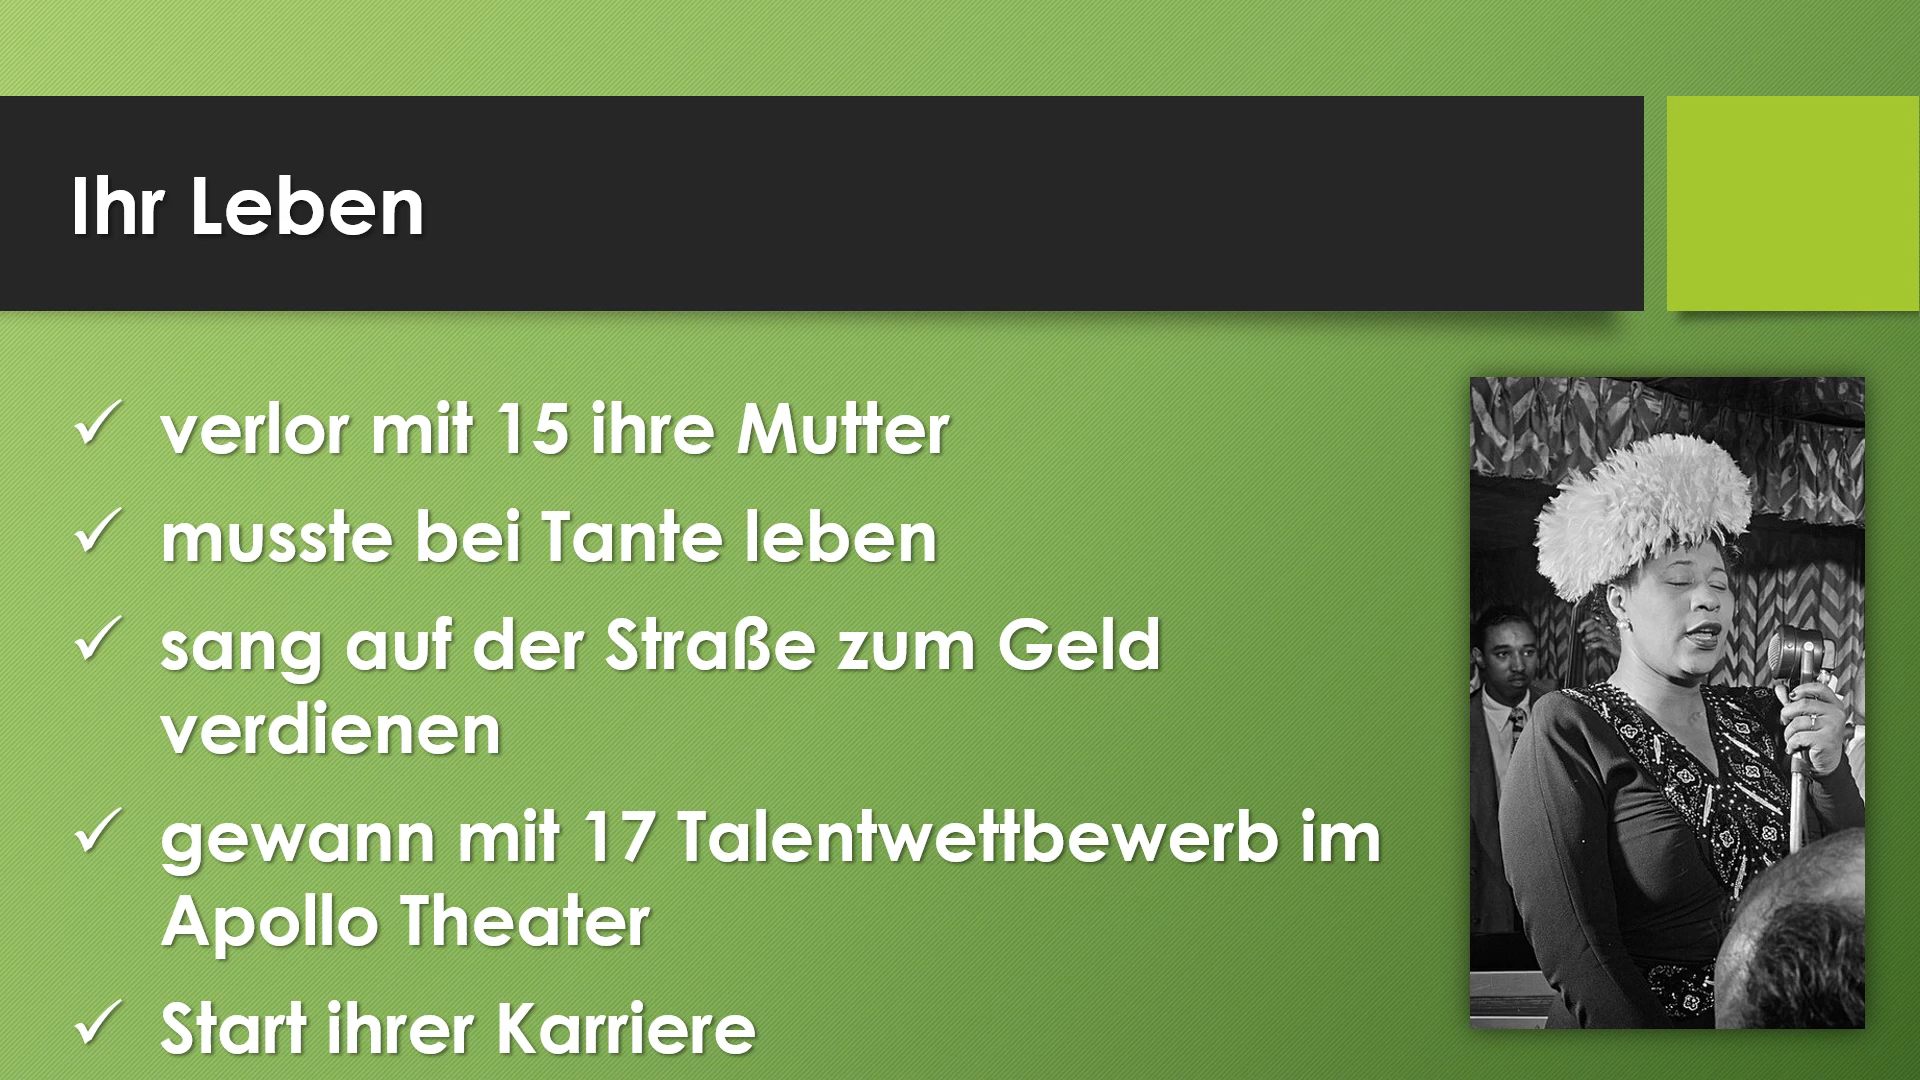 Ihr Leben
✓ verlor mit 15 ihre Mutter
✓ musste bei Tante leben
✓ sang auf der Straße zum Geld
verdienen
✓ gewann mit 17 Talentwettbewerb im
Apollo Theater
✓ Start ihrer Karriere